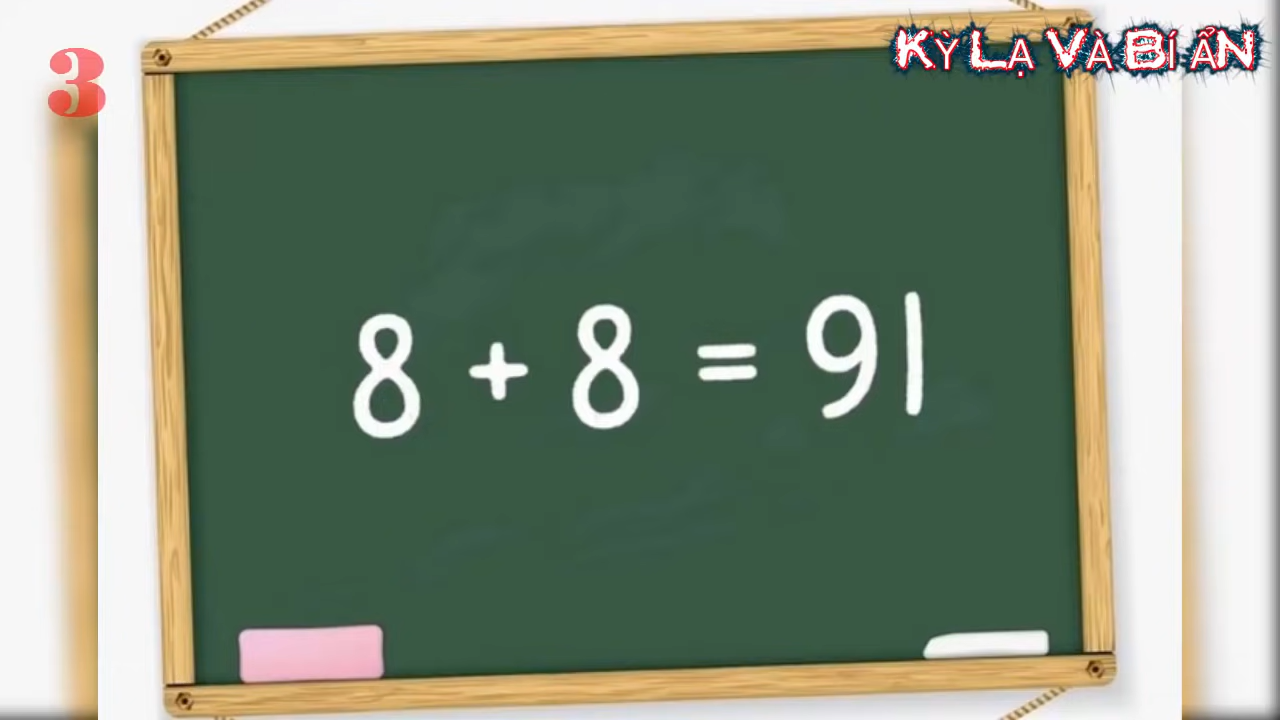 3
KỲ LẠ VÀ BÍ ẨN
8 + 8 = 91